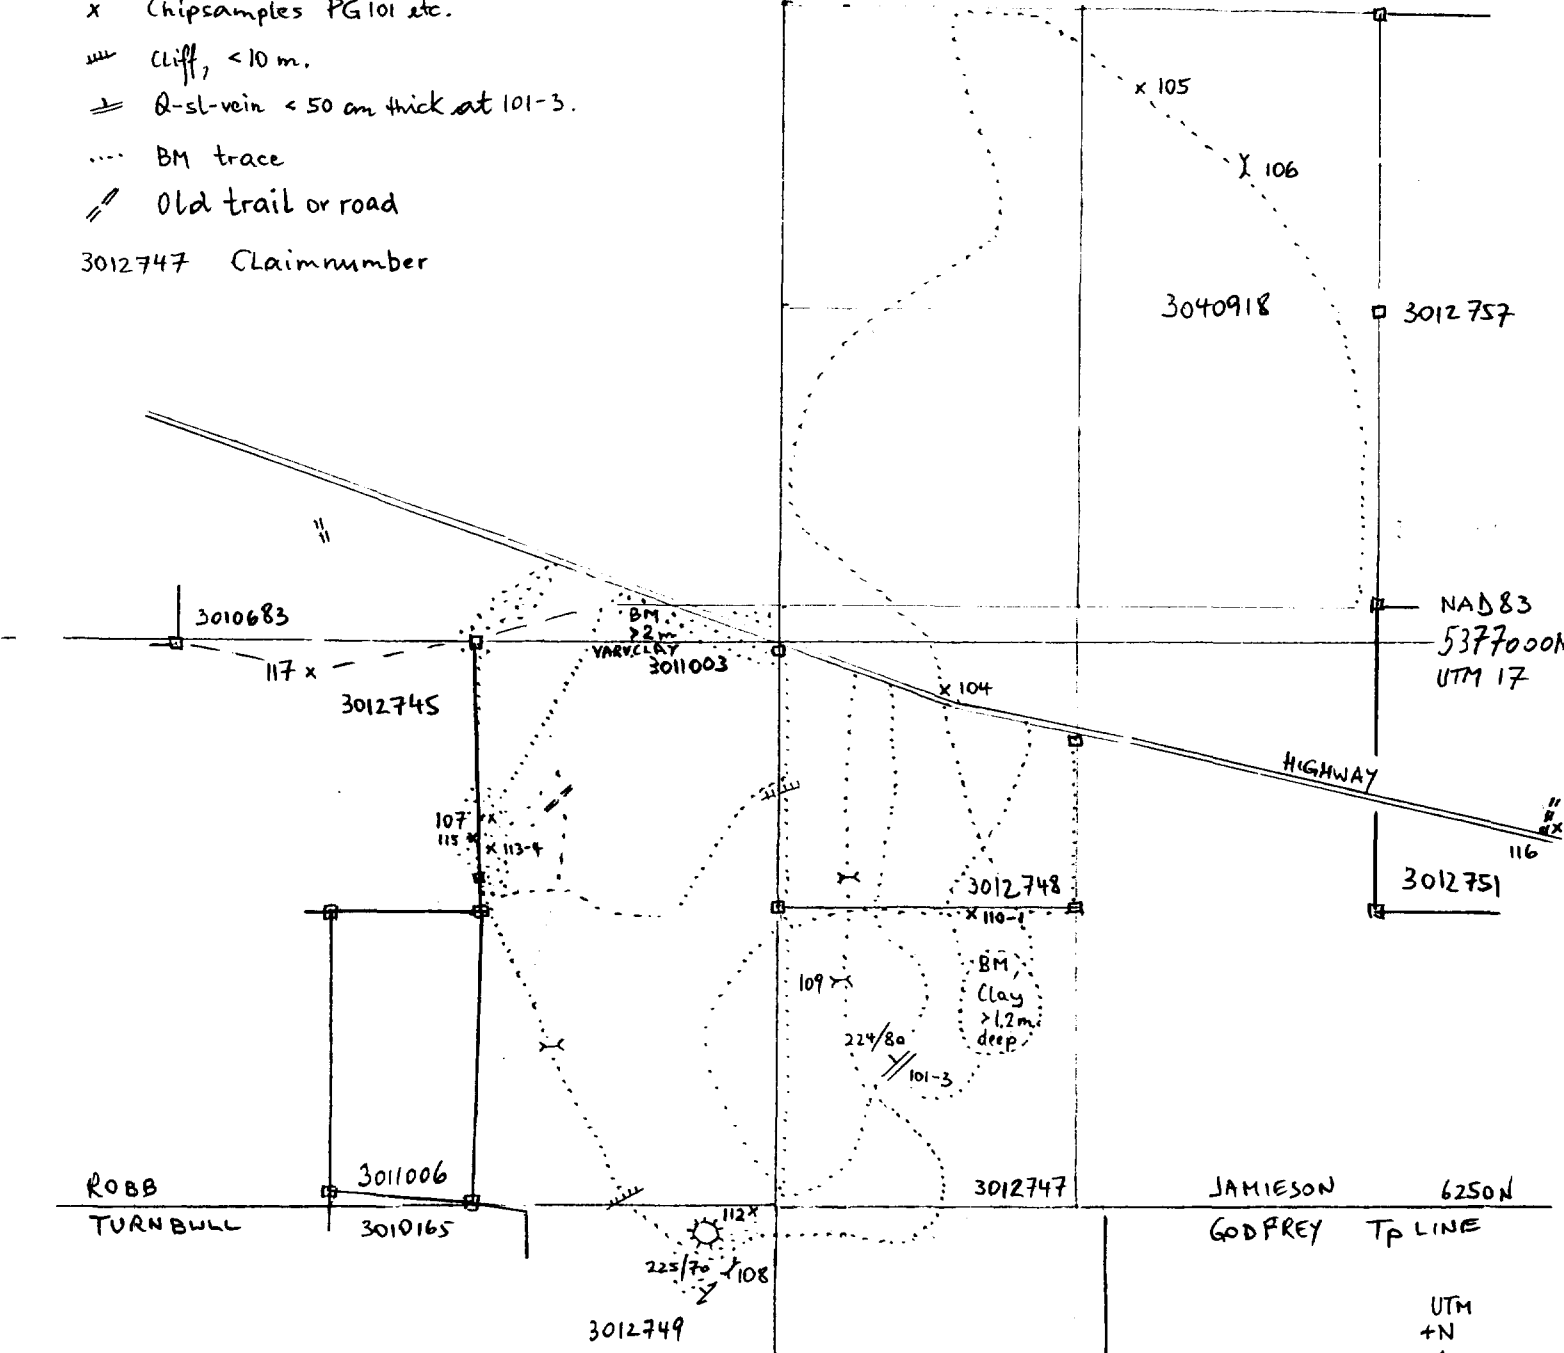 x Chipsamples PG101 etc.
Cliff, < 10 m.
Q-sl-vein < 50 cm thick at 101-3.
.... BM trace
Old trail or road
3012747 Claimnumber
x 105
106
3040918
3012757
3010683
BM
>2m
VARV.CLAY
3011003
NAD 83
5377000N
UTM 17
117 x
3012745
x 104
HIGHWAY
107 x
115 x
x 113-4
116
3012751
3012748
x 110-1
BM
Clay
>1,2m
deep
109
224/80
101-3
3011006
3012747
ROBB
JAMIESON
6250N
TURNBULL
3010165
112x
GODFREY
Tp LINE
225/70
108
3012749
UTM
+N